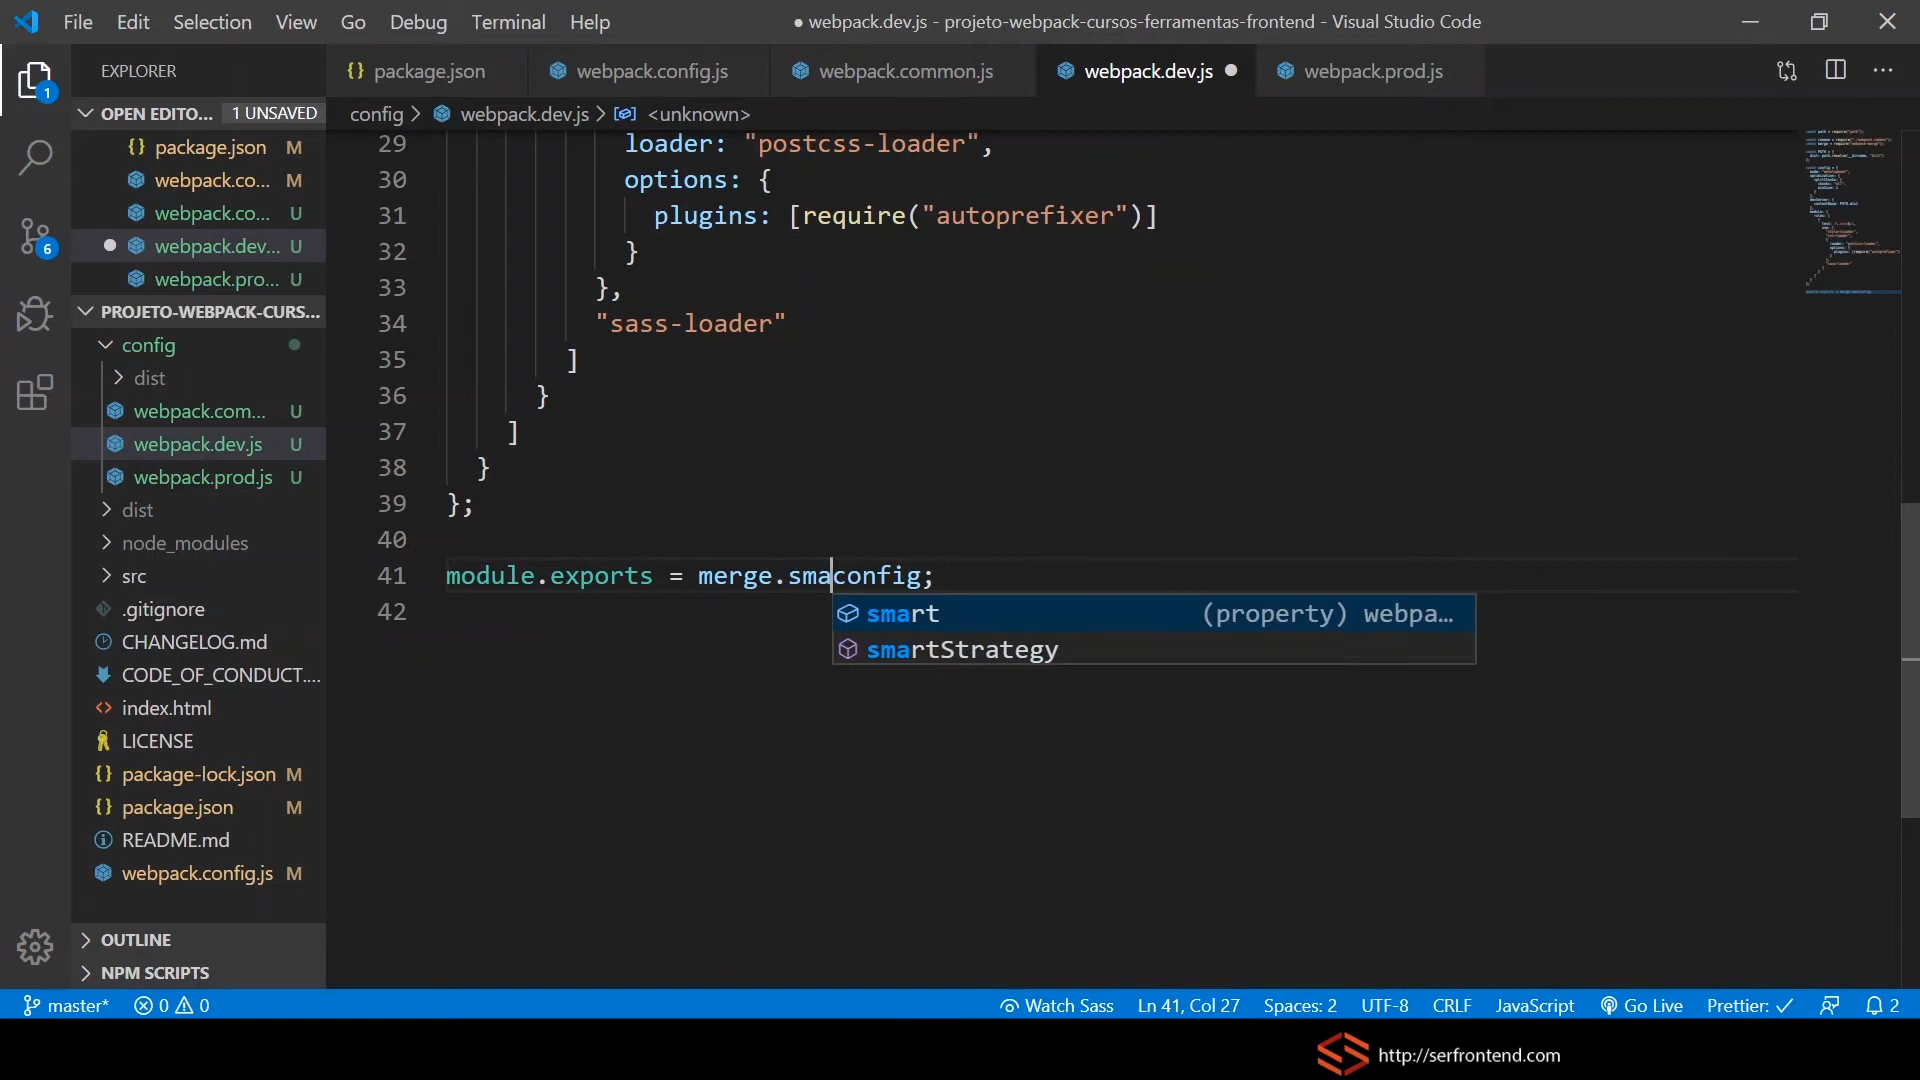 File Edit Selection View Go Debug Terminal Help ● webpack.dev.js - projeto-webpack-cursos-ferramentas-frontend - Visual Studio Code
EXPLORER
OPEN EDITO... 1 UNSAVED
{} package.json M
webpack.co... M
webpack.co... U
webpack.dev... U
webpack.pro... U
PROJETO-WEBPACK-CURS...
config
dist
webpack.com... U
webpack.dev.js U
webpack.prod.js U
dist
node_modules
src
.gitignore
CHANGELOG.md
CODE_OF_CONDUCT....
<> index.html
LICENSE
{} package-lock.json M
{} package.json M
README.md
webpack.config.js M
OUTLINE
NPM SCRIPTS
1
6
{} package.json webpack.config.js webpack.common.js webpack.dev.js ● webpack.prod.js
config > webpack.dev.js > <unknown>
29 loader: "postcss-loader",
30 options: {
31 plugins: [require("autoprefixer")]
32 }
33 },
34 "sass-loader"
35 ]
36 }
37 ]
38 }
39 };
40
41 module.exports = merge.smaconfig;
42
smart (property) webpa...
smartStrategy
master* 0 0 Watch Sass Ln 41, Col 27 Spaces: 2 UTF-8 CRLF JavaScript Go Live Prettier: ✓ 2
http://serfrontend.com